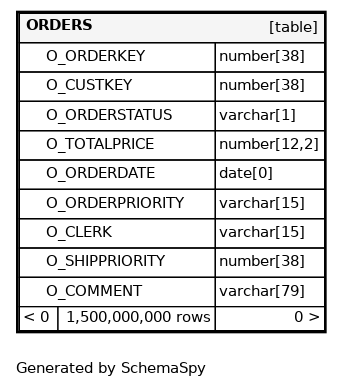 ORDERS [table]
O_ORDERKEY number[38]
O_CUSTKEY number[38]
O_ORDERSTATUS varchar[1]
O_TOTALPRICE number[12,2]
O_ORDERDATE date[0]
O_ORDERPRIORITY varchar[15]
O_CLERK varchar[15]
O_SHIPPRIORITY number[38]
O_COMMENT varchar[79]
< 0 1,500,000,000 rows 0 >
Generated by SchemaSpy